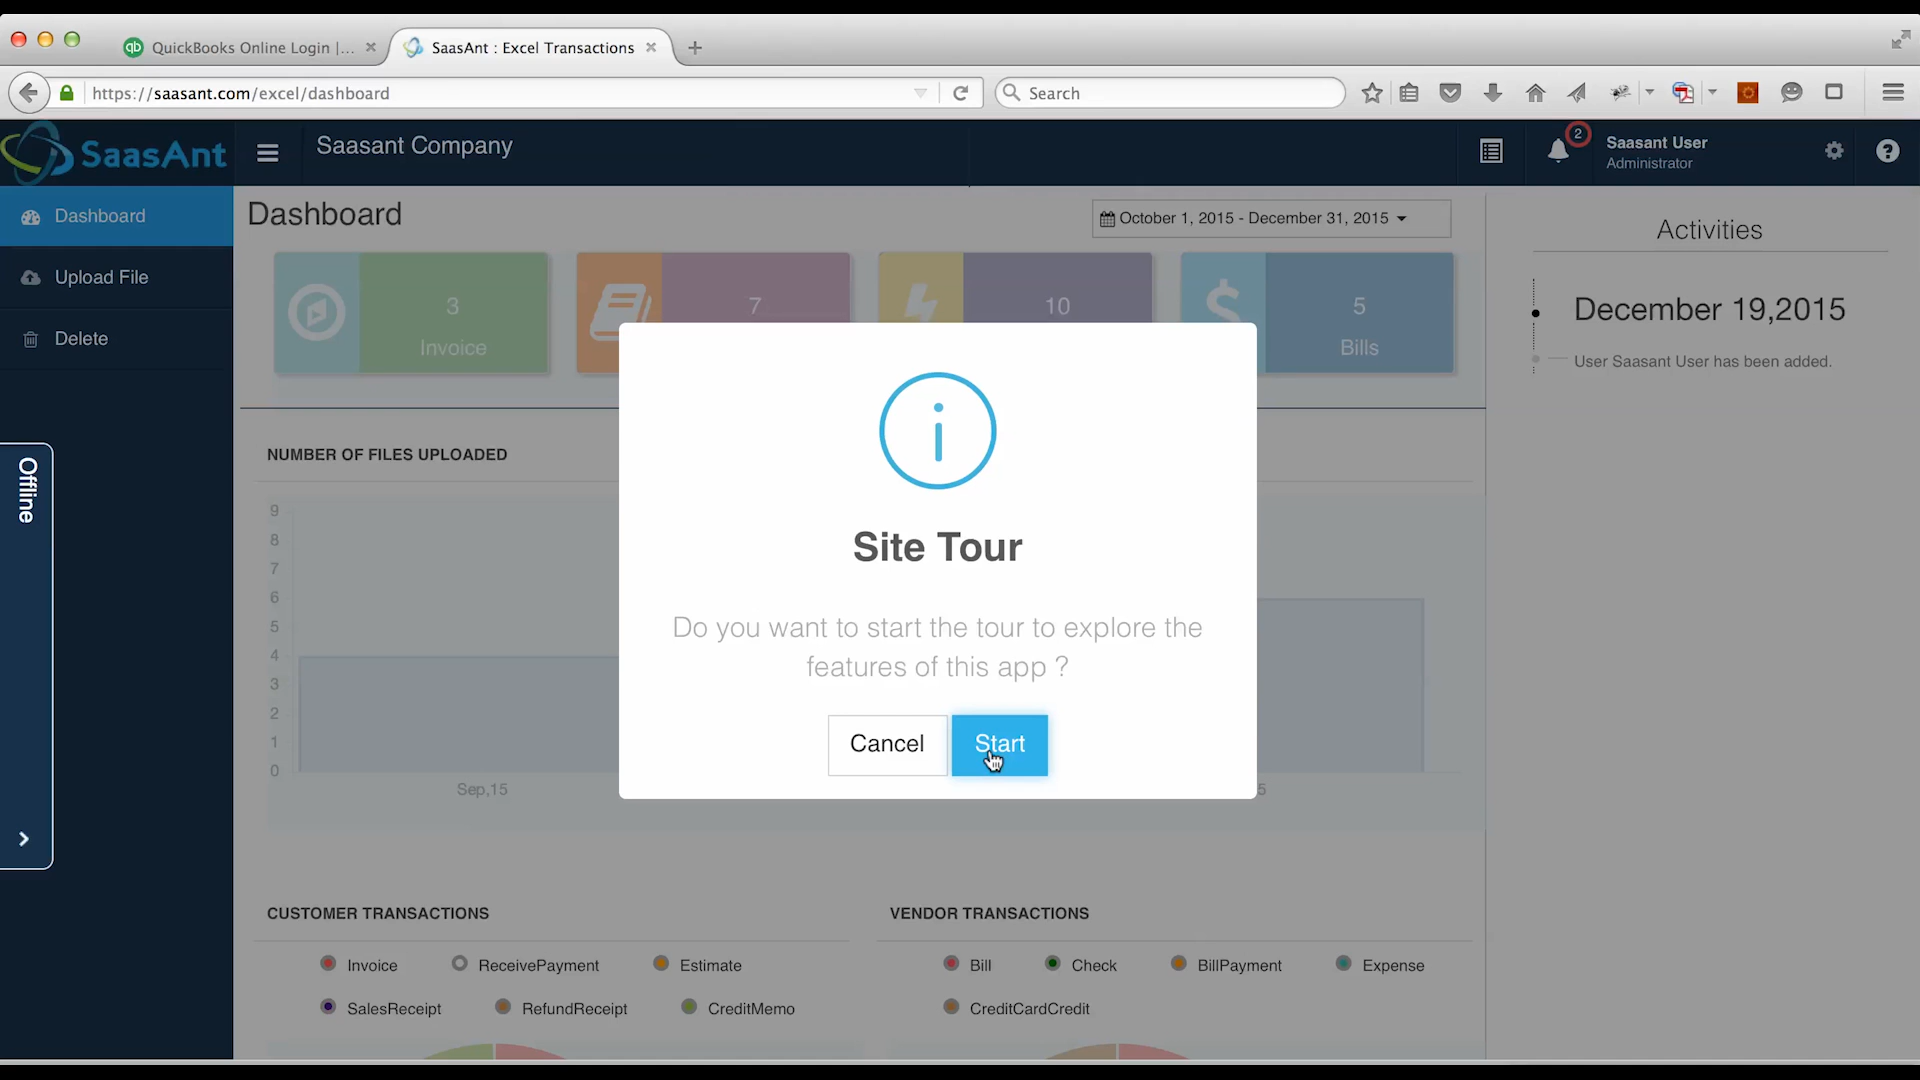 QuickBooks Online Login |...
SaasAnt : Excel Transactions
https://saasant.com/excel/dashboard
Search
SaasAnt
Saasant Company
2
Saasant User
Administrator
Dashboard
Upload File
Delete
Offline
Dashboard
October 1, 2015 - December 31, 2015
3
Invoice
7
10
5
Bills
Activities
December 19,2015
User Saasant User has been added.
NUMBER OF FILES UPLOADED
9
8
7
6
5
4
3
2
1
0
Sep,15
5
Site Tour
Do you want to start the tour to explore the
features of this app ?
Cancel
Start
CUSTOMER TRANSACTIONS
Invoice
ReceivePayment
Estimate
SalesReceipt
RefundReceipt
CreditMemo
VENDOR TRANSACTIONS
Bill
Check
BillPayment
Expense
CreditCardCredit